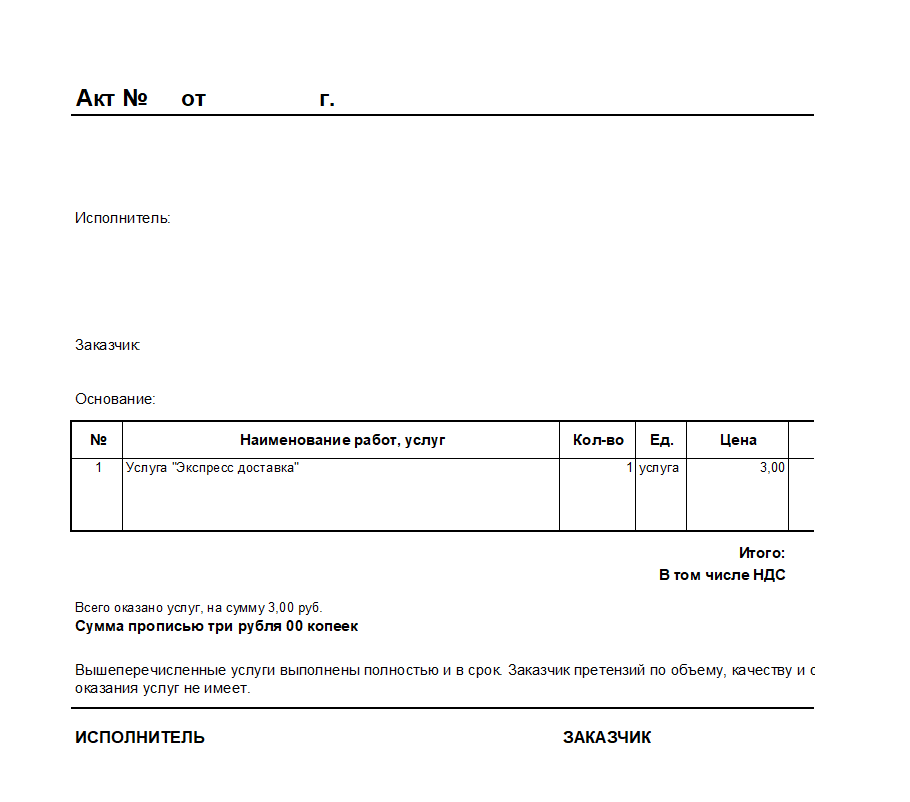 Акт № от г.
Исполнитель:
Заказчик:
Основание:
№ Наименование работ, услуг Кол-во Ед. Цена
1 Услуга "Экспресс доставка" 1 услуга 3,00
Итого:
В том числе НДС
Всего оказано услуг, на сумму 3,00 руб.
Сумма прописью три рубля 00 копеек
Вышеперечисленные услуги выполнены полностью и в срок. Заказчик претензий по объему, качеству и
оказания услуг не имеет.
ИСПОЛНИТЕЛЬ ЗАКАЗЧИК